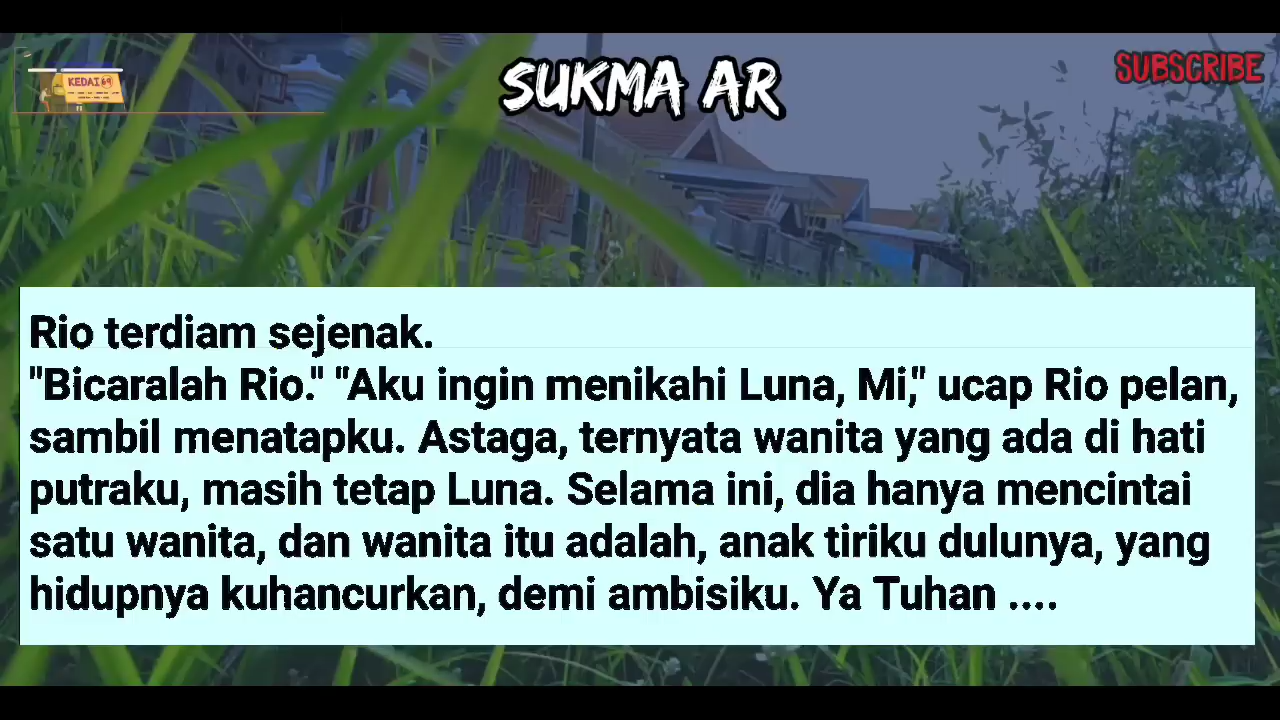 KEDAI 69
SUKMA AR
SUBSCRIBE
Rio terdiam sejenak.
"Bicaralah Rio." "Aku ingin menikahi Luna, Mi," ucap Rio pelan,
sambil menatapku. Astaga, ternyata wanita yang ada di hati
putraku, masih tetap Luna. Selama ini, dia hanya mencintai
satu wanita, dan wanita itu adalah, anak tiriku dulunya, yang
hidupnya kuhancurkan, demi ambisiku. Ya Tuhan ....